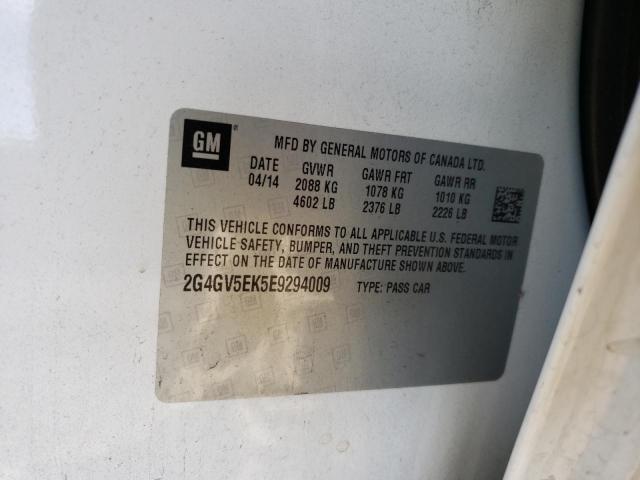 GM ®
MFD BY GENERAL MOTORS OF CANADA LTD.
DATE GVWR GAWR FRT GAWR RR
04/14 2088 KG 1078 KG 1010 KG
4602 LB 2376 LB 2226 LB
THIS VEHICLE CONFORMS TO ALL APPLICABLE U.S. FEDERAL MOTOR
VEHICLE SAFETY, BUMPER, AND THEFT PREVENTION STANDARDS IN
EFFECT ON THE DATE OF MANUFACTURE SHOWN ABOVE.
2G4GV5EK5E9294009 TYPE: PASS CAR